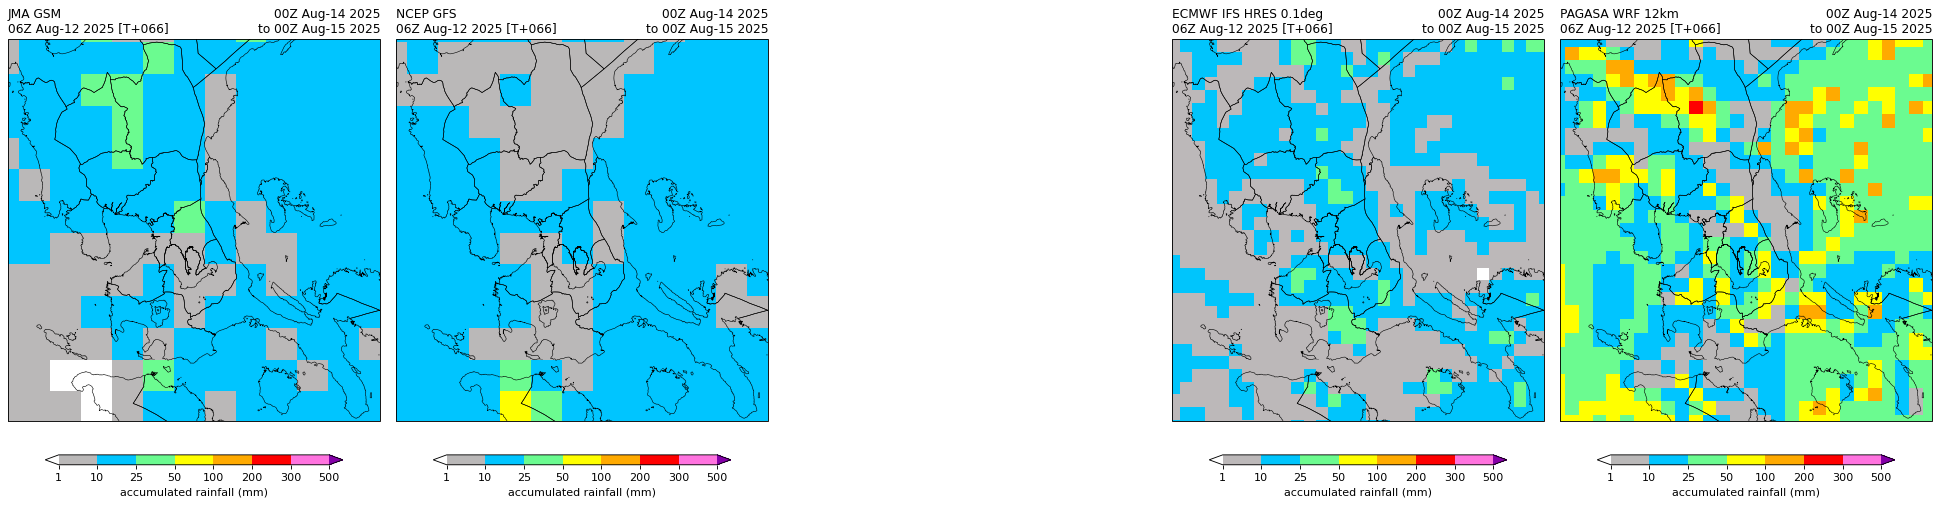 JMA GSM
00Z Aug-14 2025
06Z Aug-12 2025 [T+066]
to 00Z Aug-15 2025
NCEP GFS
00Z Aug-14 2025
06Z Aug-12 2025 [T+066]
to 00Z Aug-15 2025
ECMWF IFS HRES 0.1deg
00Z Aug-14 2025
06Z Aug-12 2025 [T+066]
to 00Z Aug-15 2025
PAGASA WRF 12km
00Z Aug-14 2025
06Z Aug-12 2025 [T+066]
to 00Z Aug-15 2025
1 10 25 50 100 200 300 500
accumulated rainfall (mm)
1 10 25 50 100 200 300 500
accumulated rainfall (mm)
1 10 25 50 100 200 300 500
accumulated rainfall (mm)
1 10 25 50 100 200 300 500
accumulated rainfall (mm)